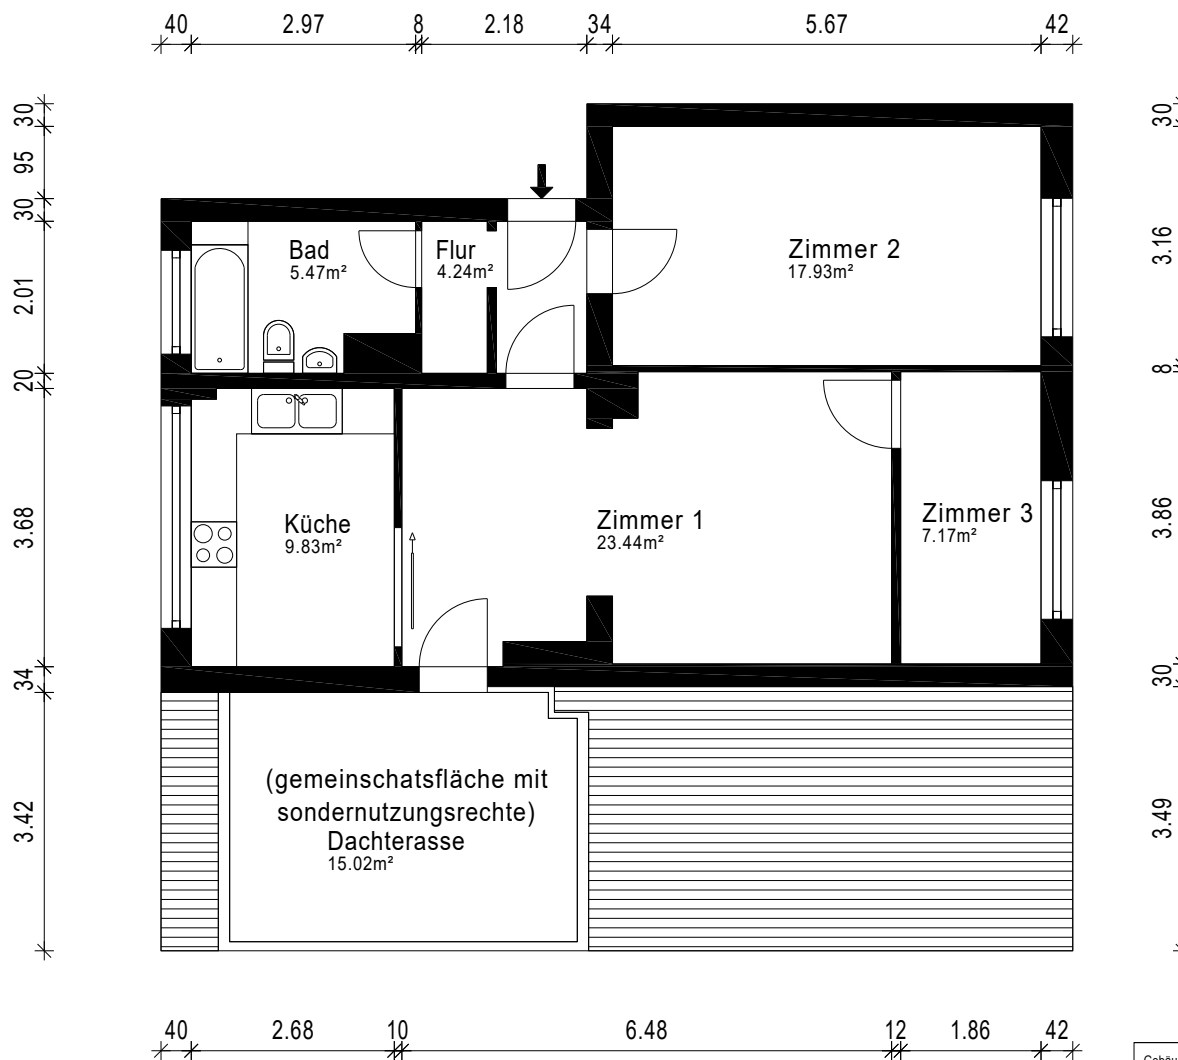 40 2.97 8 2.18 34 5.67 42
30
95
30
2.01
20
3.68
34
3.42
30
3.16
8
3.86
30
3.49
Bad
5.47m²
Flur
4.24m²
Zimmer 2
17.93m²
Küche
9.83m²
Zimmer 1
23.44m²
Zimmer 3
7.17m²
(gemeinschatsfläche mit
sondernutzungsrechte)
Dachterasse
15.02m²
40 2.68 10 6.48 12 1.86 42